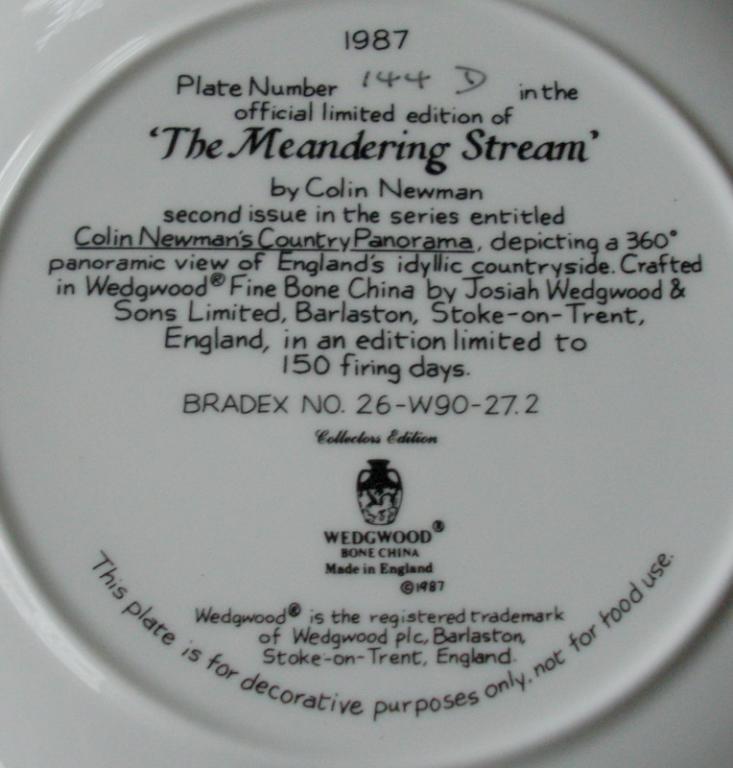 1987
Plate Number 144 D in the
official limited edition of
'The Meandering Stream'
by Colin Newman
second issue in the series entitled
Colin Newman's Country Panorama, depicting a 360°
panoramic view of England's idyllic countryside. Crafted
in Wedgwood® Fine Bone China by Josiah Wedgwood &
Sons Limited, Barlaston, Stoke-on-Trent,
England, in an edition limited to
150 firing days.
BRADEX NO. 26-W90-27.2
Collectors Edition
WEDGWOOD®
BONE CHINA
Made in England
©1987
Wedgwood® is the registered trademark
of Wedgwood plc, Barlaston,
Stoke-on-Trent, England.
This plate is for decorative purposes only, not for food use.